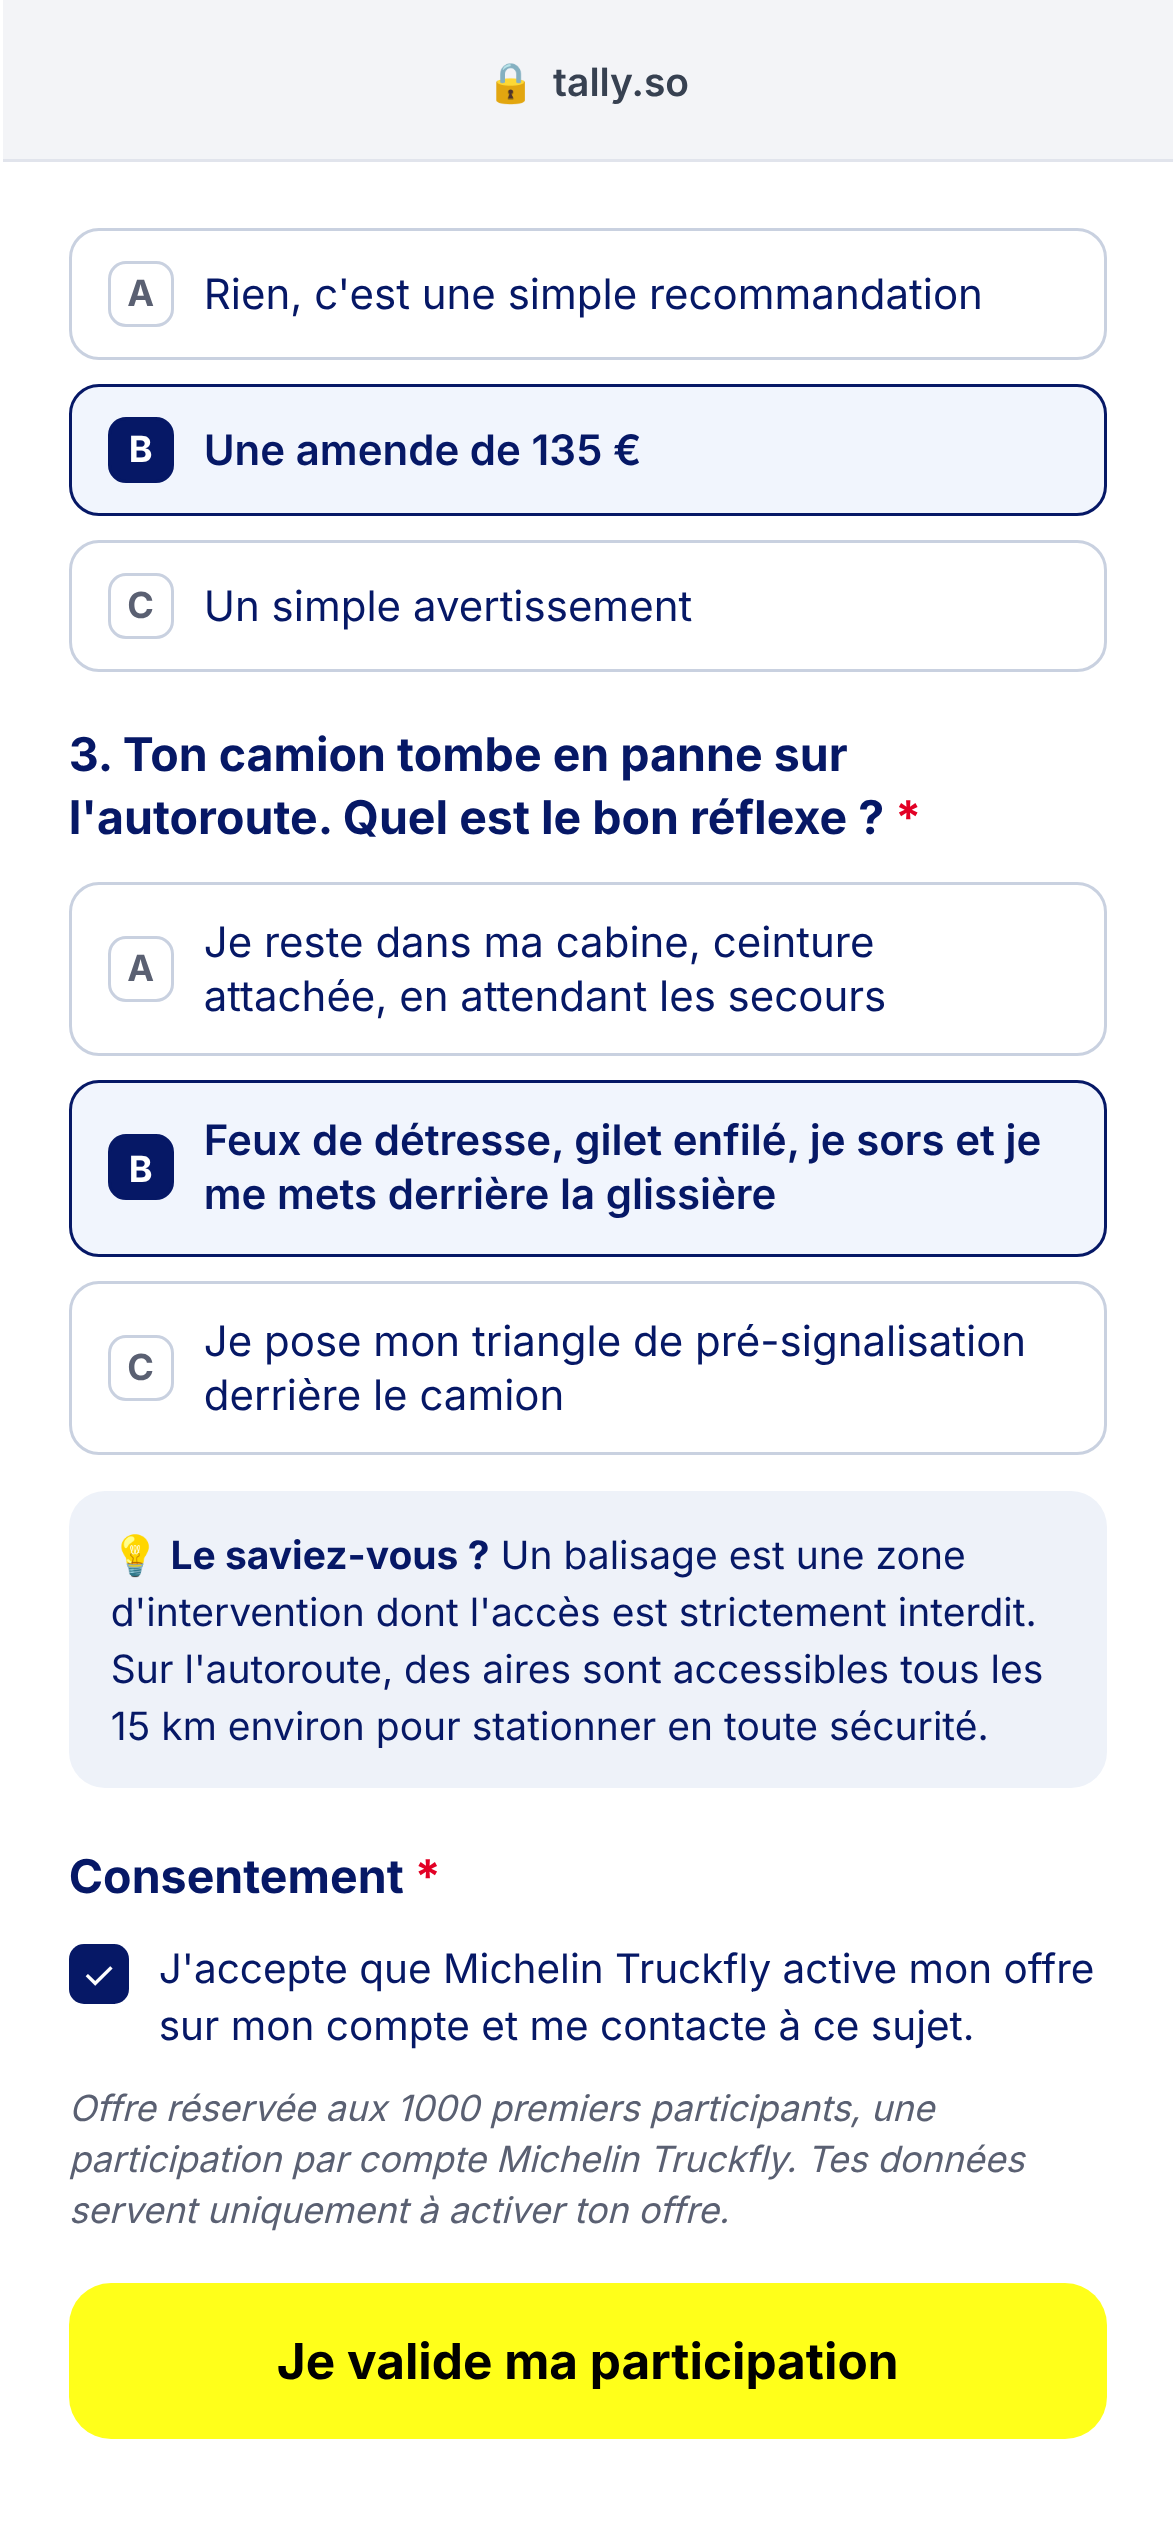 🔒 tally.so
A Rien, c'est une simple recommandation
B Une amende de 135 €
C Un simple avertissement
3. Ton camion tombe en panne sur
l'autoroute. Quel est le bon réflexe ? *
A Je reste dans ma cabine, ceinture
attachée, en attendant les secours
B Feux de détresse, gilet enfilé, je sors et je
me mets derrière la glissière
C Je pose mon triangle de pré-signalisation
derrière le camion
💡 Le saviez-vous ? Un balisage est une zone
d'intervention dont l'accès est strictement interdit.
Sur l'autoroute, des aires sont accessibles tous les
15 km environ pour stationner en toute sécurité.
Consentement *
J'accepte que Michelin Truckfly active mon offre
sur mon compte et me contacte à ce sujet.
Offre réservée aux 1000 premiers participants, une
participation par compte Michelin Truckfly. Tes données
servent uniquement à activer ton offre.
Je valide ma participation